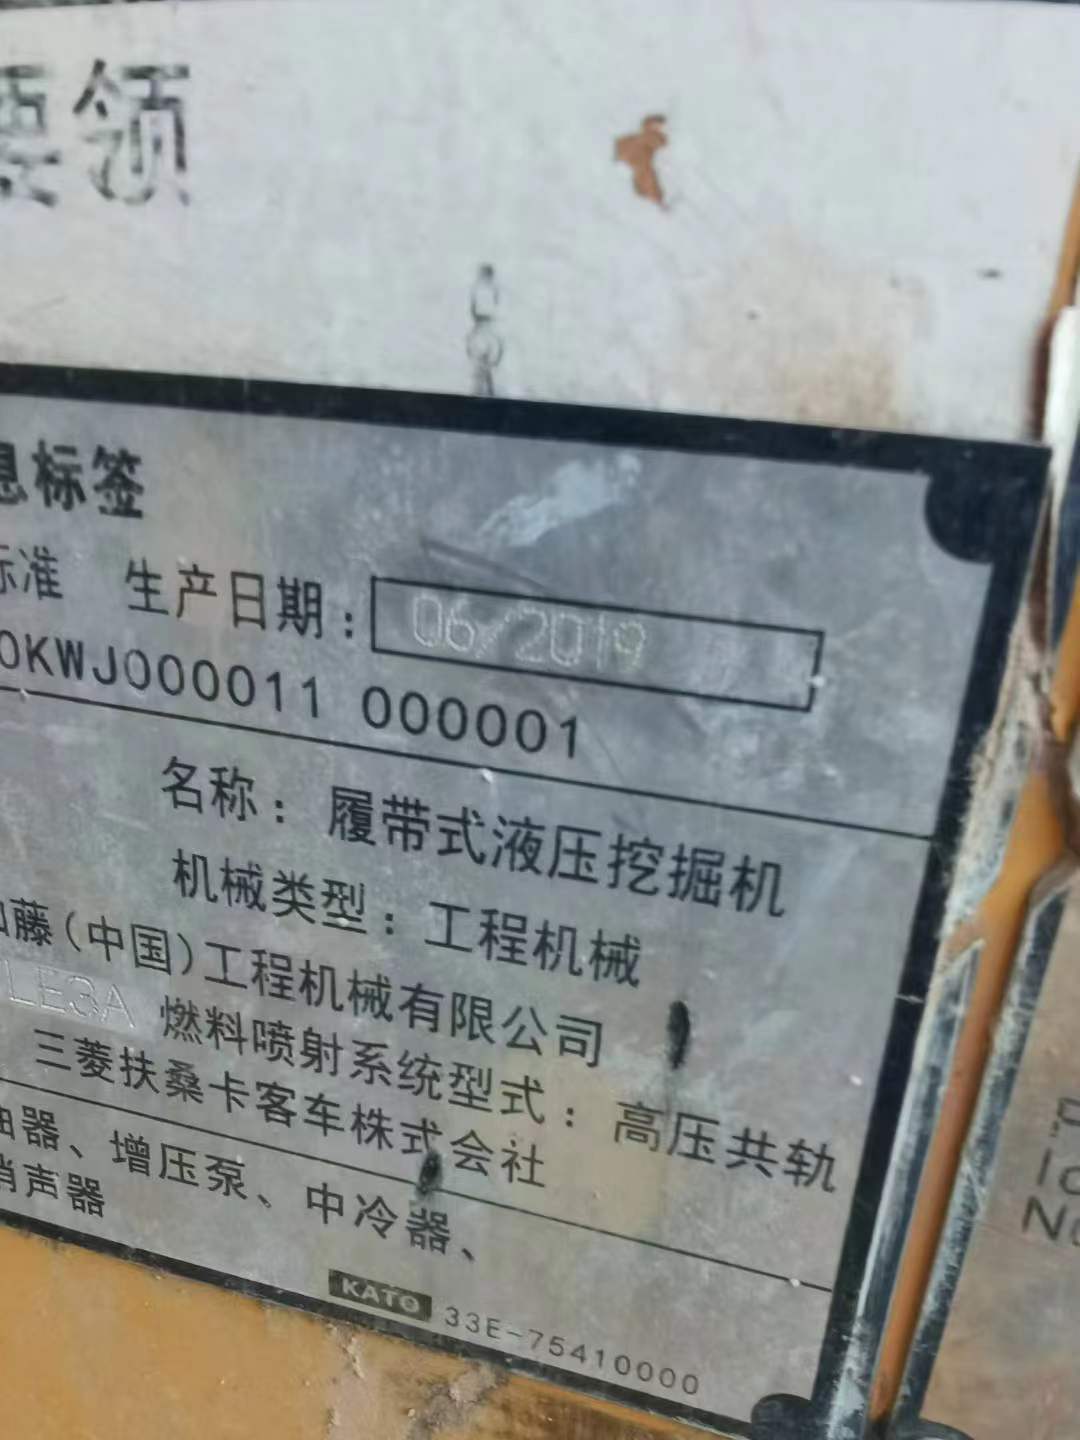 要领
息标签
标准 生产日期：06/2019
0KWJ000011 000001
名称：履带式液压挖掘机
机械类型：工程机械
加藤(中国)工程机械有限公司
LE3A 燃料喷射系统型式：高压共轨
三菱扶桑卡客车株式会社
油器、增压泵、中冷器、
消声器
KATO 33E-75410000